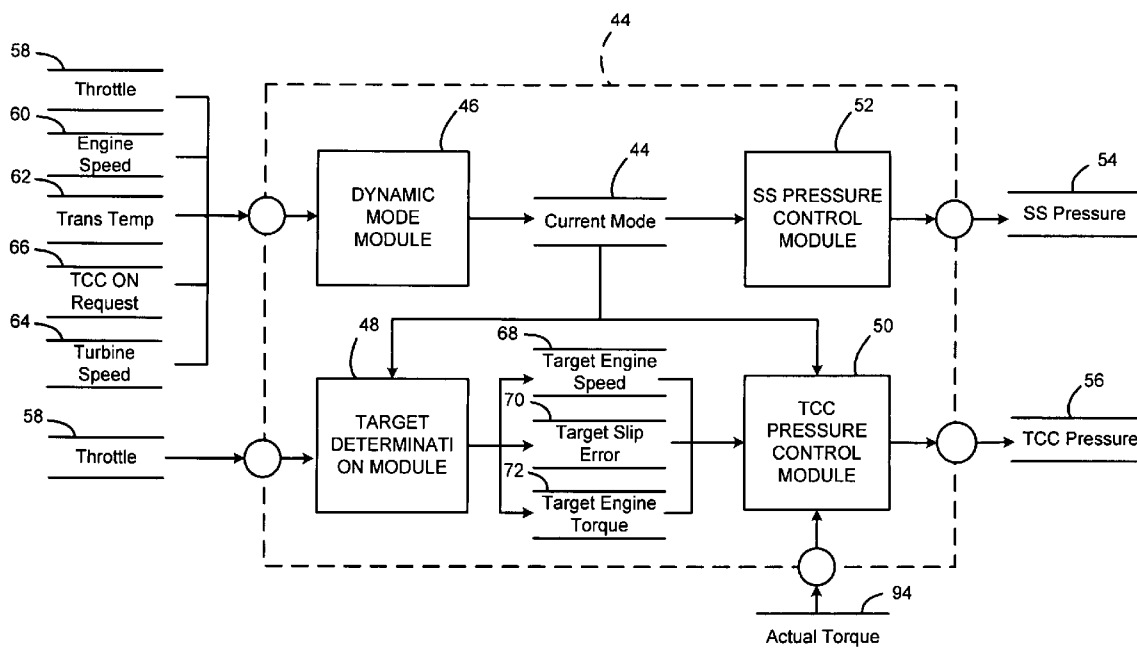 44
58
Throttle
60
Engine
Speed
62
Trans Temp
66
TCC ON
Request
64
Turbine
Speed
58
Throttle
46
DYNAMIC
MODE
MODULE
44
Current Mode
52
SS PRESSURE
CONTROL
MODULE
54
SS Pressure
48
TARGET
DETERMINATI
ON MODULE
68
Target Engine
Speed
70
Target Slip
Error
72
Target Engine
Torque
50
TCC
PRESSURE
CONTROL
MODULE
56
TCC Pressure
94
Actual Torque